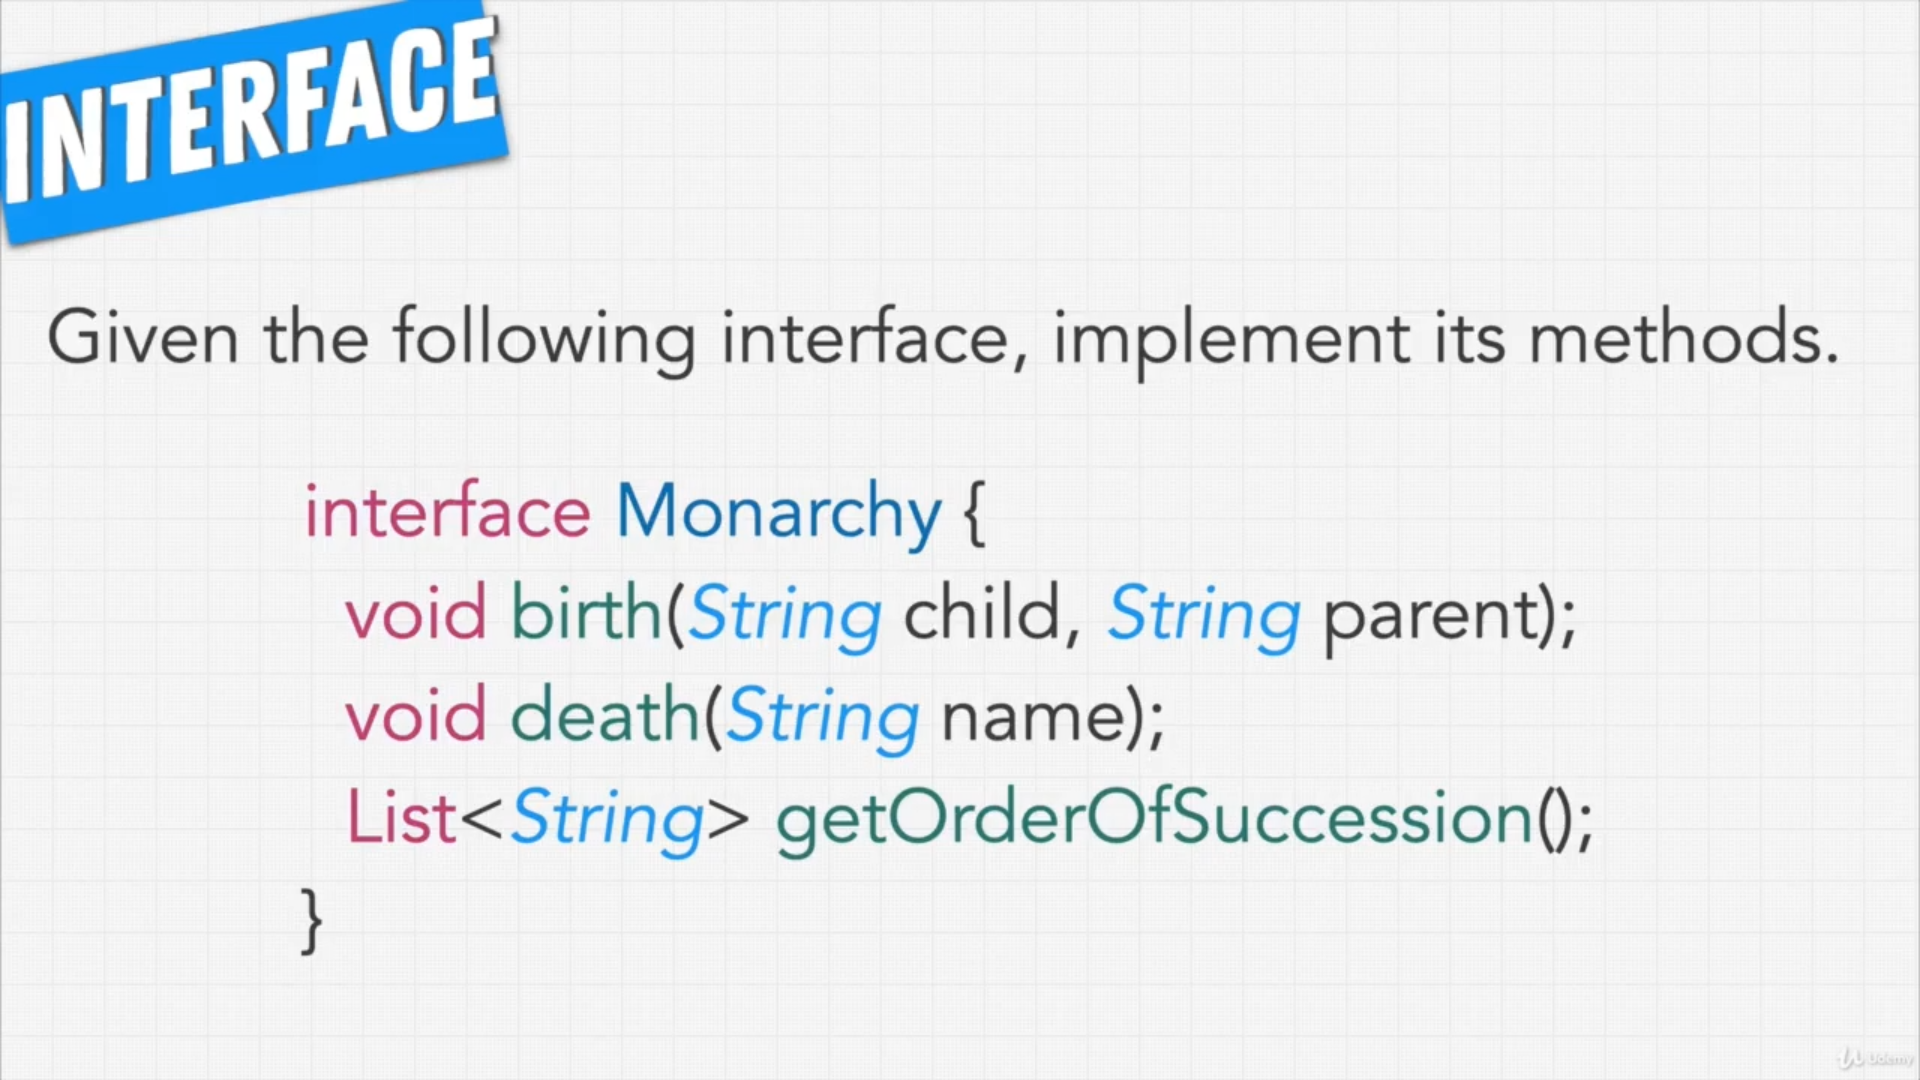 INTERFACE
Given the following interface, implement its methods.
interface Monarchy {
void birth(String child, String parent);
void death(String name);
List<String> getOrderOfSuccession();
}
Udemy